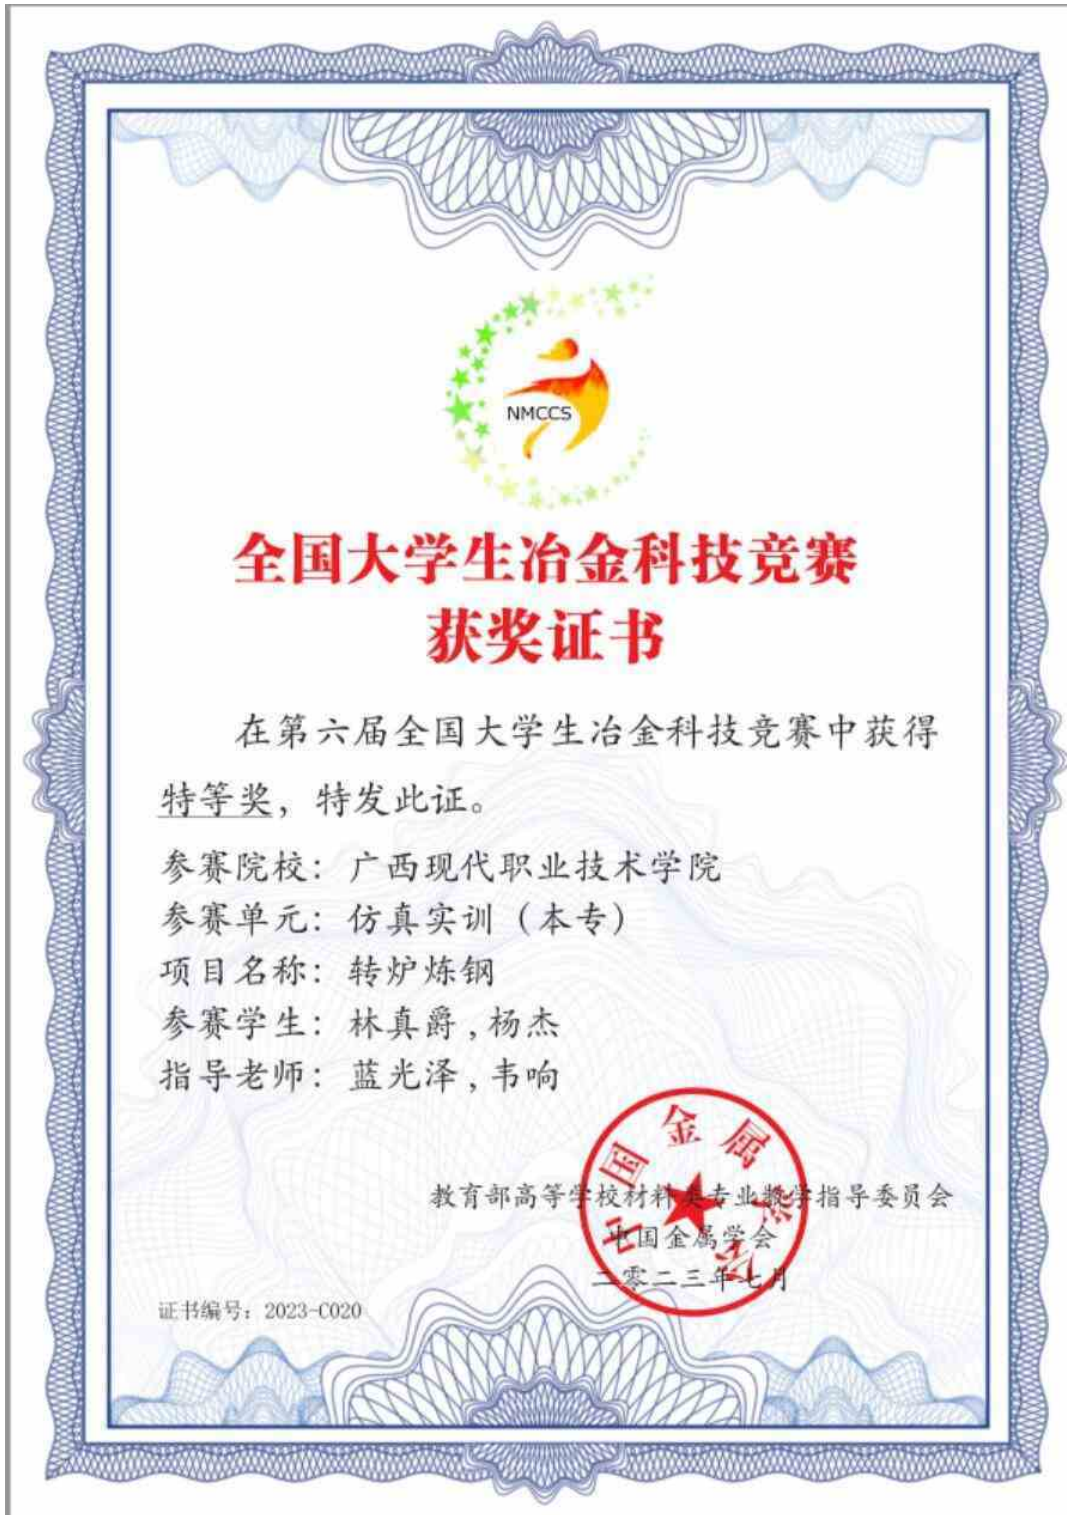 NMCCS
全国大学生冶金科技竞赛
获奖证书
在第六届全国大学生冶金科技竞赛中获得
特等奖，特发此证。
参赛院校：广西现代职业技术学院
参赛单元：仿真实训（本专）
项目名称：转炉炼钢
参赛学生：林真爵,杨杰
指导老师：蓝光泽,韦响
中国金属学会
教育部高等学校材料类专业教学指导委员会
中国金属学会
二零二三年七月
证书编号：2023-C020